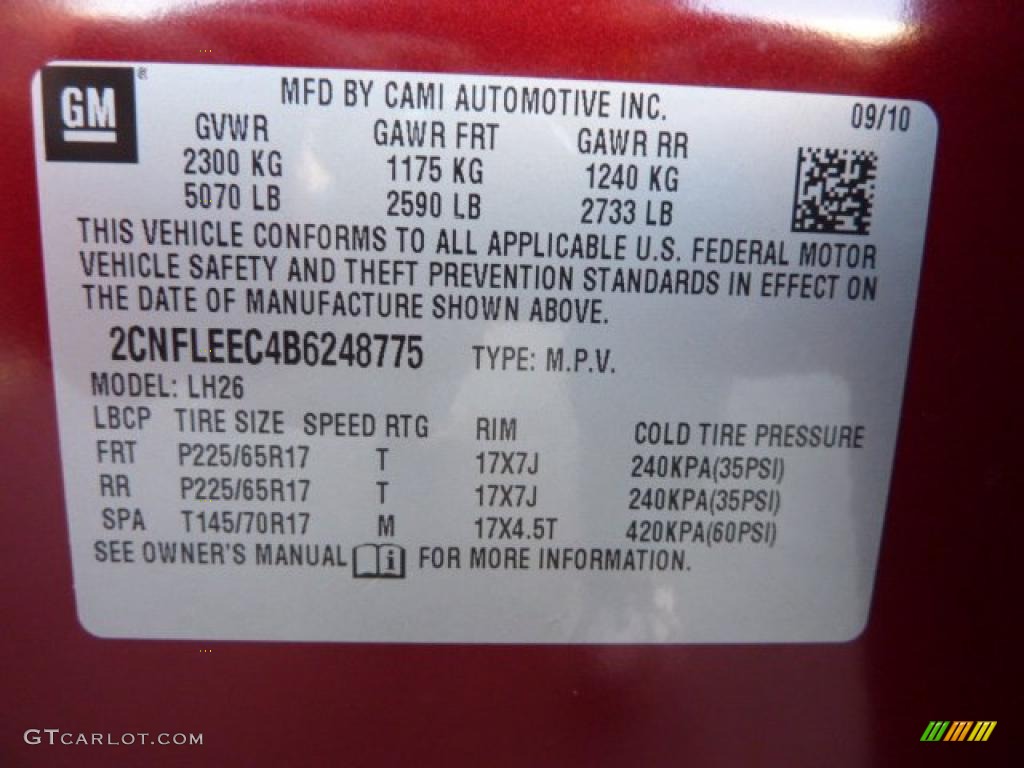 GM ®
MFD BY CAMI AUTOMOTIVE INC.
09/10
GVWR GAWR FRT GAWR RR
2300 KG 1175 KG 1240 KG
5070 LB 2590 LB 2733 LB
THIS VEHICLE CONFORMS TO ALL APPLICABLE U.S. FEDERAL MOTOR
VEHICLE SAFETY AND THEFT PREVENTION STANDARDS IN EFFECT ON
THE DATE OF MANUFACTURE SHOWN ABOVE.
2CNFLEEC4B6248775 TYPE: M.P.V.
MODEL: LH26
LBCP TIRE SIZE SPEED RTG RIM COLD TIRE PRESSURE
FRT P225/65R17 T 17X7J 240KPA(35PSI)
RR P225/65R17 T 17X7J 240KPA(35PSI)
SPA T145/70R17 M 17X4.5T 420KPA(60PSI)
SEE OWNER'S MANUAL i FOR MORE INFORMATION.
GTCARLOT.COM